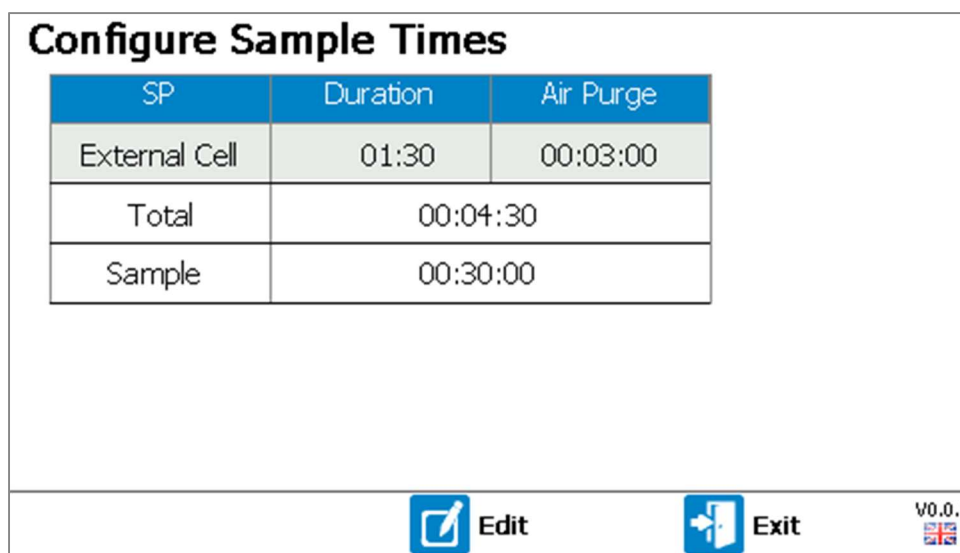 Configure Sample Times
SP Duration Air Purge
External Cell 01:30 00:03:00
Total 00:04:30
Sample 00:30:00
Edit Exit V0.0.